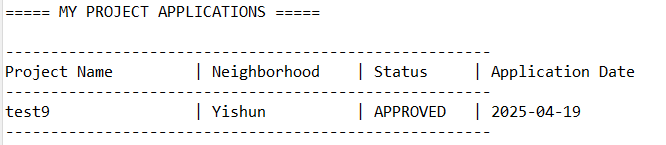 ===== MY PROJECT APPLICATIONS =====
------------------------------------------------------
Project Name         | Neighborhood    | Status     | Application Date
------------------------------------------------------
test9                | Yishun          | APPROVED   | 2025-04-19
------------------------------------------------------